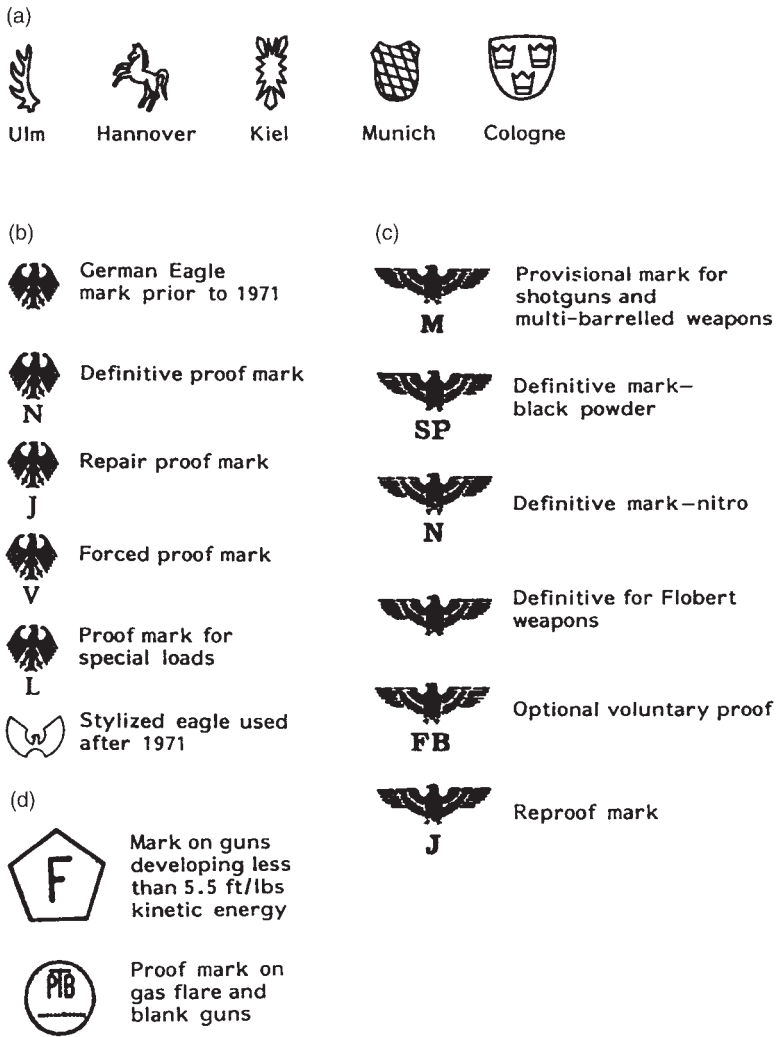 (a)
Ulm
Hannover
Kiel
Munich
Cologne
(b)
German Eagle
mark prior to 1971
N
Definitive proof mark
J
Repair proof mark
V
Forced proof mark
L
Proof mark for
special loads
Stylized eagle used
after 1971
(c)
M
Provisional mark for
shotguns and
multi-barrelled weapons
SP
Definitive mark—
black powder
N
Definitive mark—nitro
Definitive for Flobert
weapons
FB
Optional voluntary proof
J
Reproof mark
(d)
F
Mark on guns
developing less
than 5.5 ft/lbs
kinetic energy
PTB
Proof mark on
gas flare and
blank guns